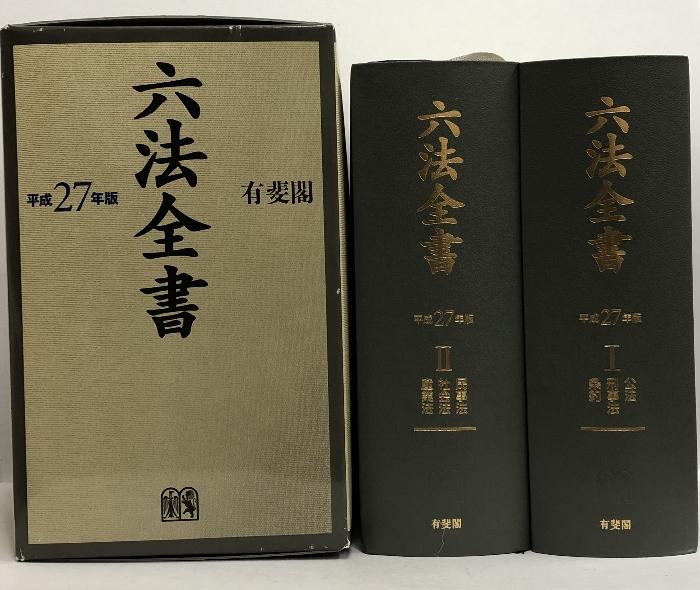 六法全書
平成27年版
有斐閣
六法全書
平成27年版
II
民事法
社会法
産業法
有斐閣
六法全書
平成27年版
I
公法
刑事法
条約
有斐閣